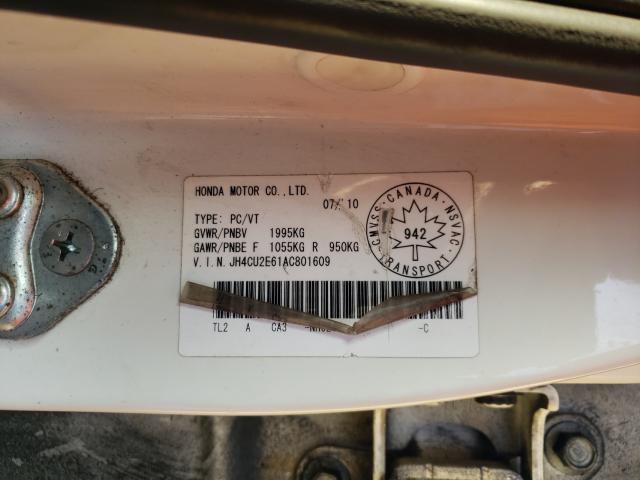 HONDA MOTOR CO., LTD.
07/'10
TYPE: PC/VT
GVWR/PNBV 1995KG
GAWR/PNBE F 1055KG R 950KG
V.I.N. JH4CU2E61AC801609
CMVSS·CANADA·NSVAC
942
TRANSPORT
TL2 A CA3 -C